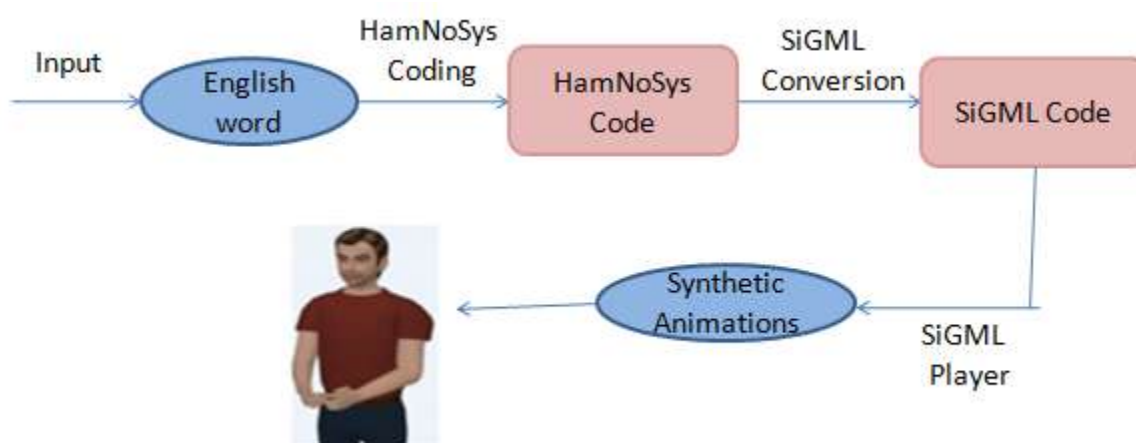 Input
English
word
HamNoSys
Coding
HamNoSys
Code
SiGML
Conversion
SiGML Code
Synthetic
Animations
SiGML
Player